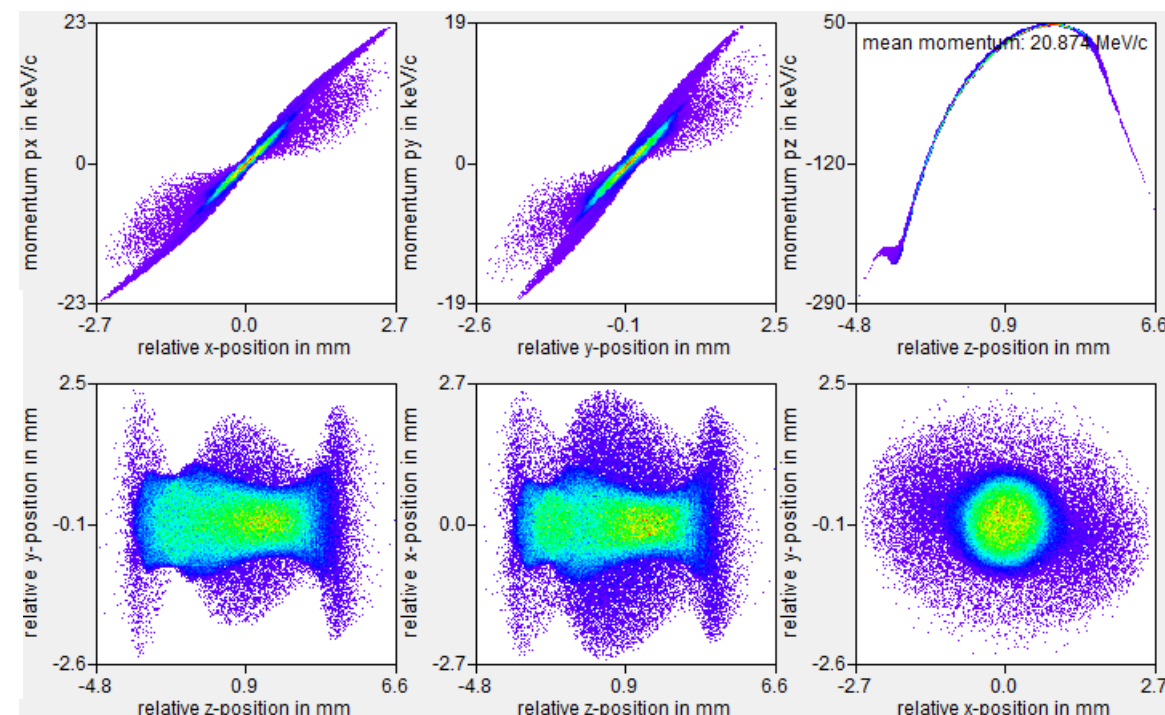 23
0
-23
momentum px in keV/c
-2.7 0.0 2.7
relative x-position in mm
19
0
-19
momentum py in keV/c
-2.6 -0.1 2.5
relative y-position in mm
50
-120
-290
momentum pz in keV/c
mean momentum: 20.874 MeV/c
-4.8 0.9 6.6
relative z-position in mm
2.5
-0.1
-2.6
relative y-position in mm
-4.8 0.9 6.6
relative z-position in mm
2.7
0.0
-2.7
relative x-position in mm
-4.8 0.9 6.6
relative z-position in mm
2.5
-0.1
-2.6
relative y-position in mm
-2.7 0.0 2.7
relative x-position in mm